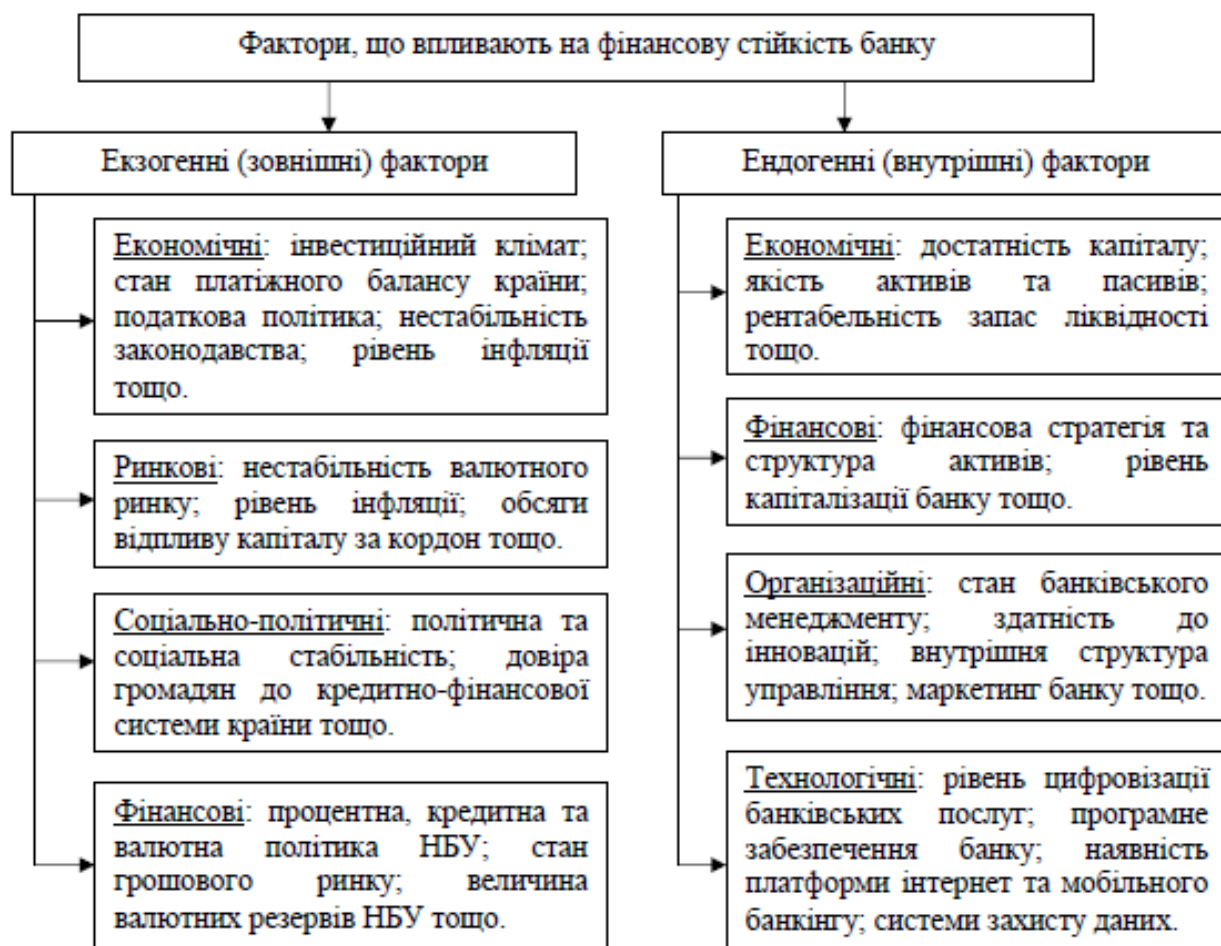 Фактори, що впливають на фінансову стійкість банку
Екзогенні (зовнішні) фактори
Економічні: інвестиційний клімат;
стан платіжного балансу країни;
податкова політика; нестабільність
законодавства; рівень інфляції
тощо.
Ринкові: нестабільність валютного
ринку; рівень інфляції; обсяги
відпливу капіталу за кордон тощо.
Соціально-політичні: політична та
соціальна стабільність; довіра
громадян до кредитно-фінансової
системи країни тощо.
Фінансові: процентна, кредитна та
валютна політика НБУ; стан
грошового ринку; величина
валютних резервів НБУ тощо.
Ендогенні (внутрішні) фактори
Економічні: достатність капіталу;
якість активів та пасивів;
рентабельність запас ліквідності
тощо.
Фінансові: фінансова стратегія та
структура активів; рівень
капіталізації банку тощо.
Організаційні: стан банківського
менеджменту; здатність до
інновацій; внутрішня структура
управління; маркетинг банку тощо.
Технологічні: рівень цифровізації
банківських послуг; програмне
забезпечення банку; наявність
платформи інтернет та мобільного
банкінгу; системи захисту даних.